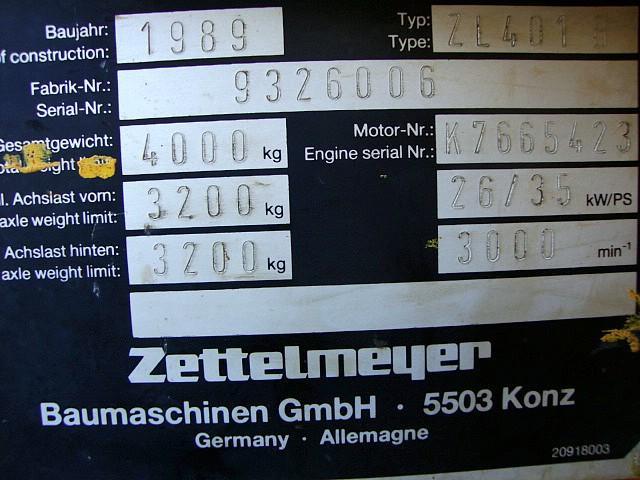 Baujahr: 1989 Typ: ZL401
of construction: Type:
Fabrik-Nr.: 9326006
Serial-Nr.:
Gesamtgewicht: 4000 kg Motor-Nr.: K7665423
Engine serial Nr.:
l. Achslast vorn: 3200 kg 26/35 kW/PS
axle weight limit:
Achslast hinten: 3200 kg 3000 min⁻¹
axle weight limit:
Zettelmeyer
Baumaschinen GmbH · 5503 Konz
Germany · Allemagne
20918003